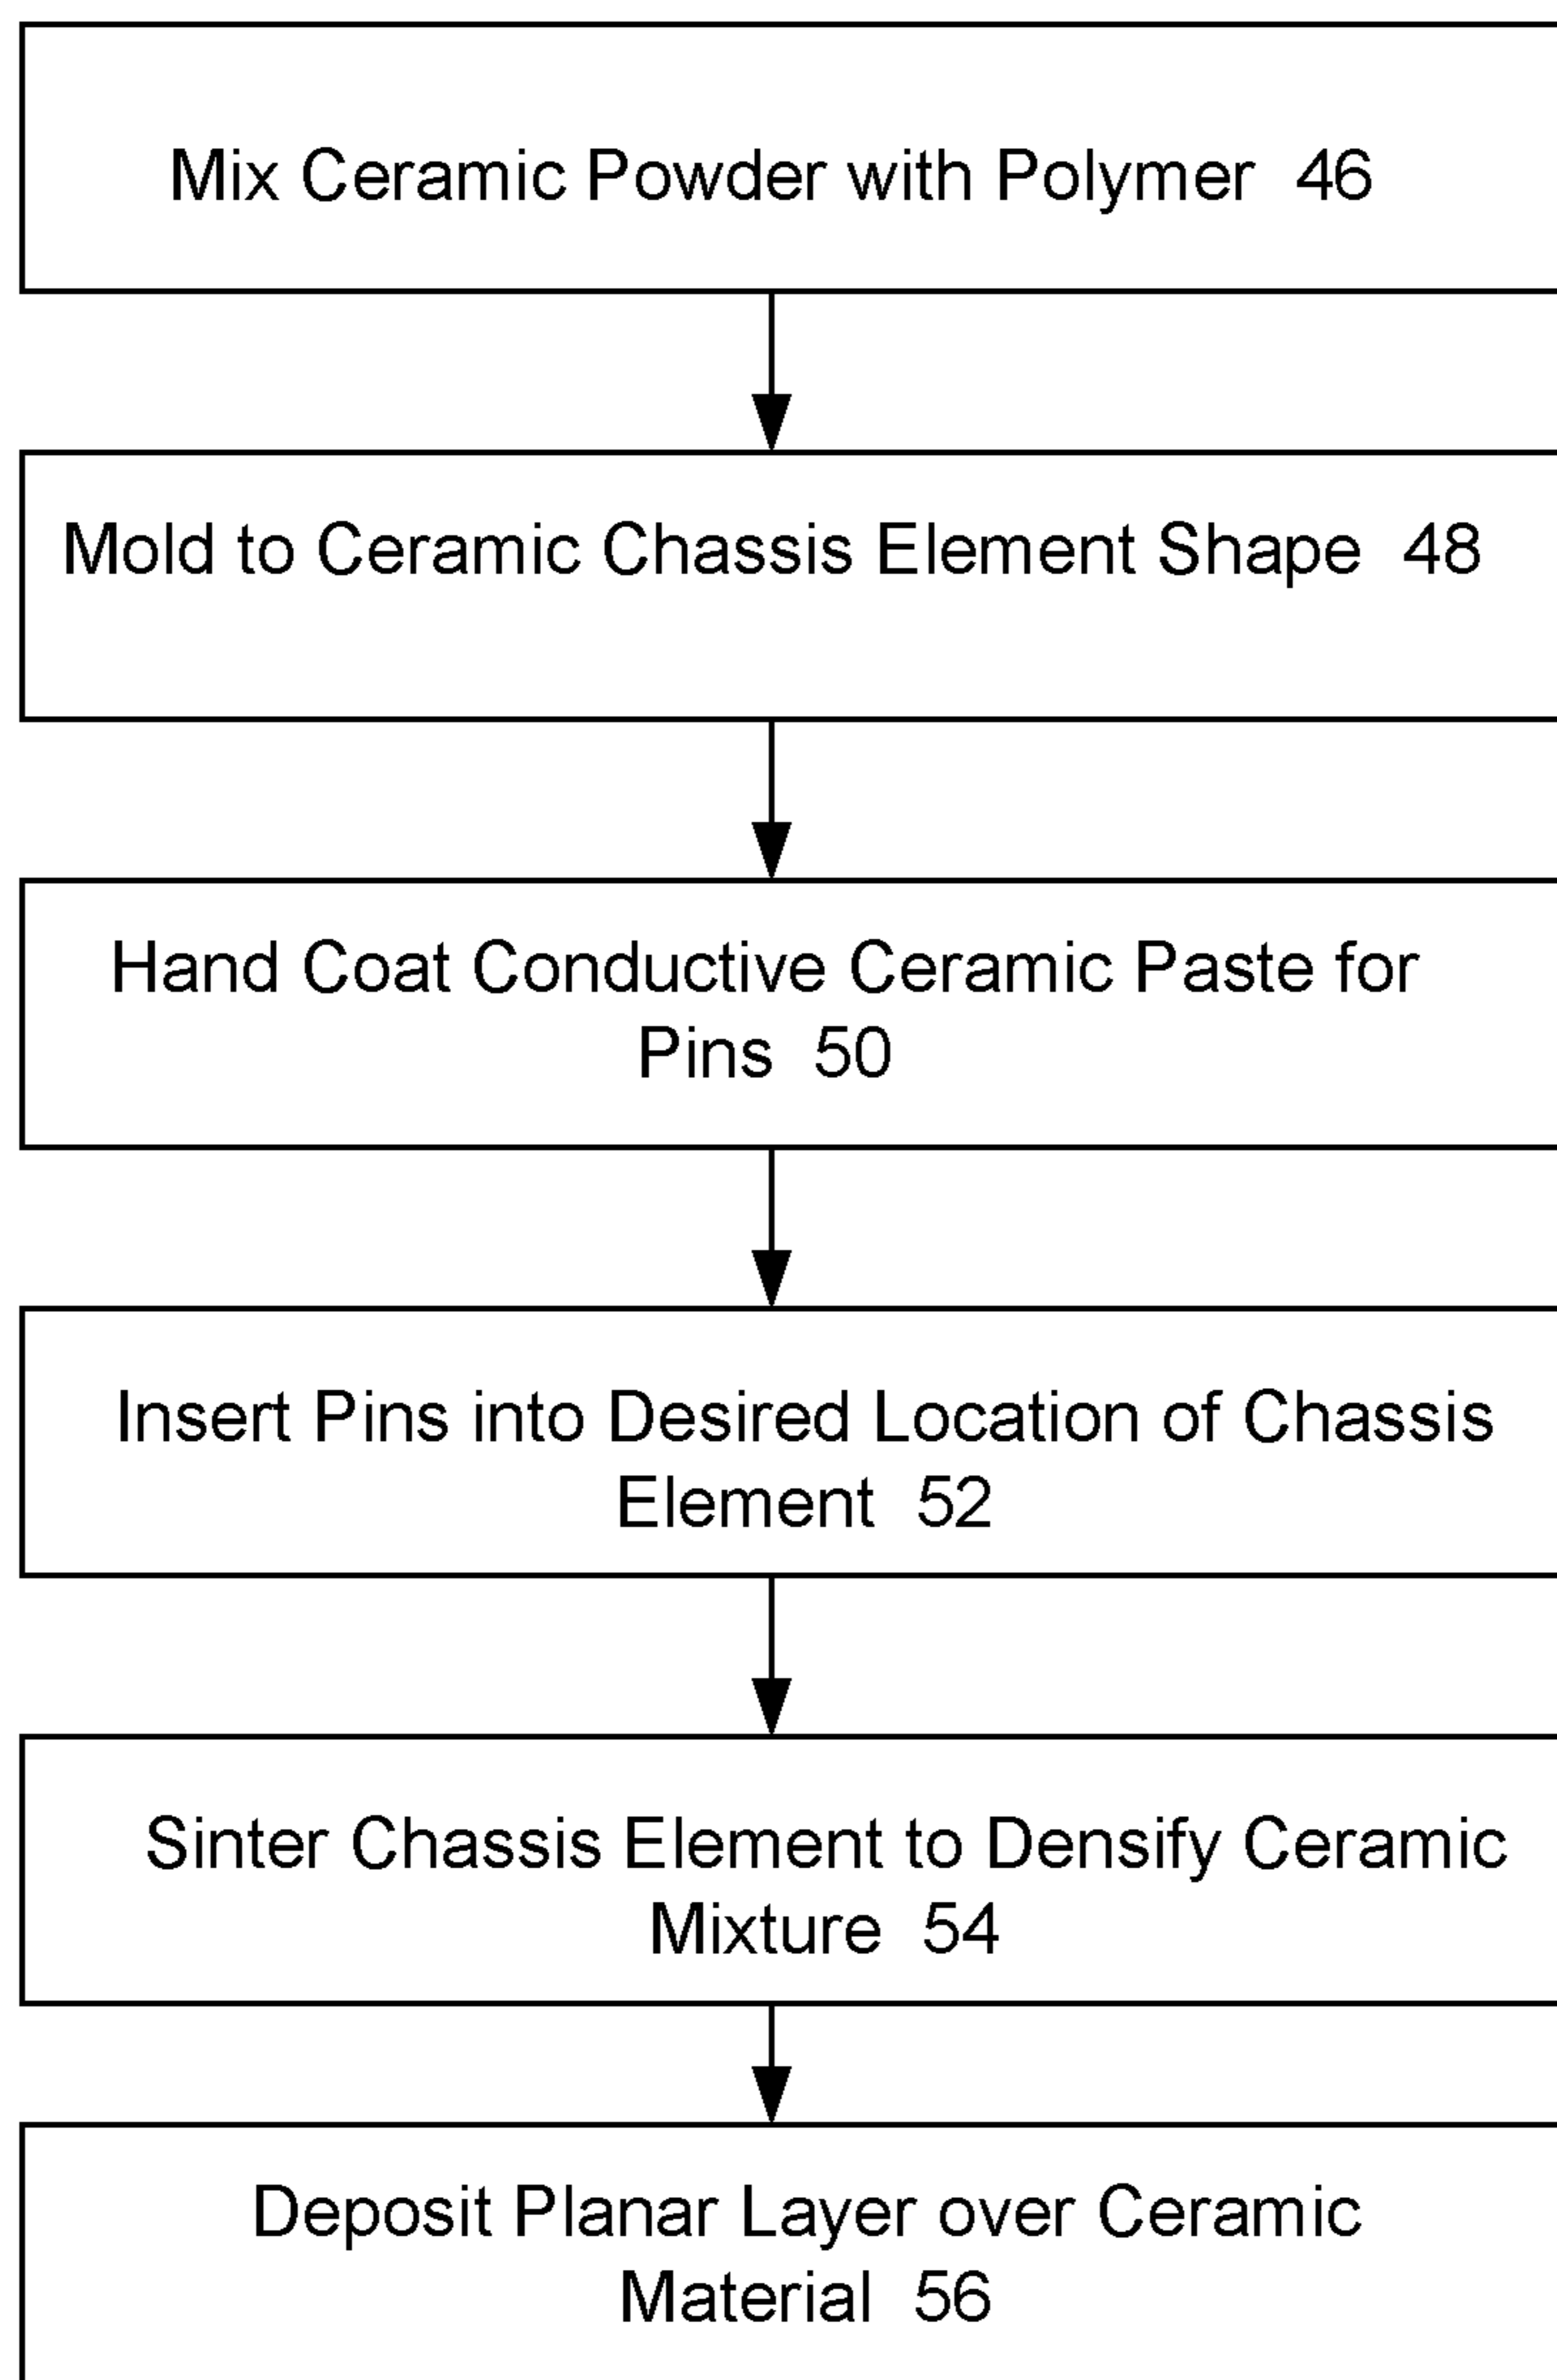 Mix Ceramic Powder with Polymer 46
Mold to Ceramic Chassis Element Shape 48
Hand Coat Conductive Ceramic Paste for
Pins 50
Insert Pins into Desired Location of Chassis
Element 52
Sinter Chassis Element to Densify Ceramic
Mixture 54
Deposit Planar Layer over Ceramic
Material 56